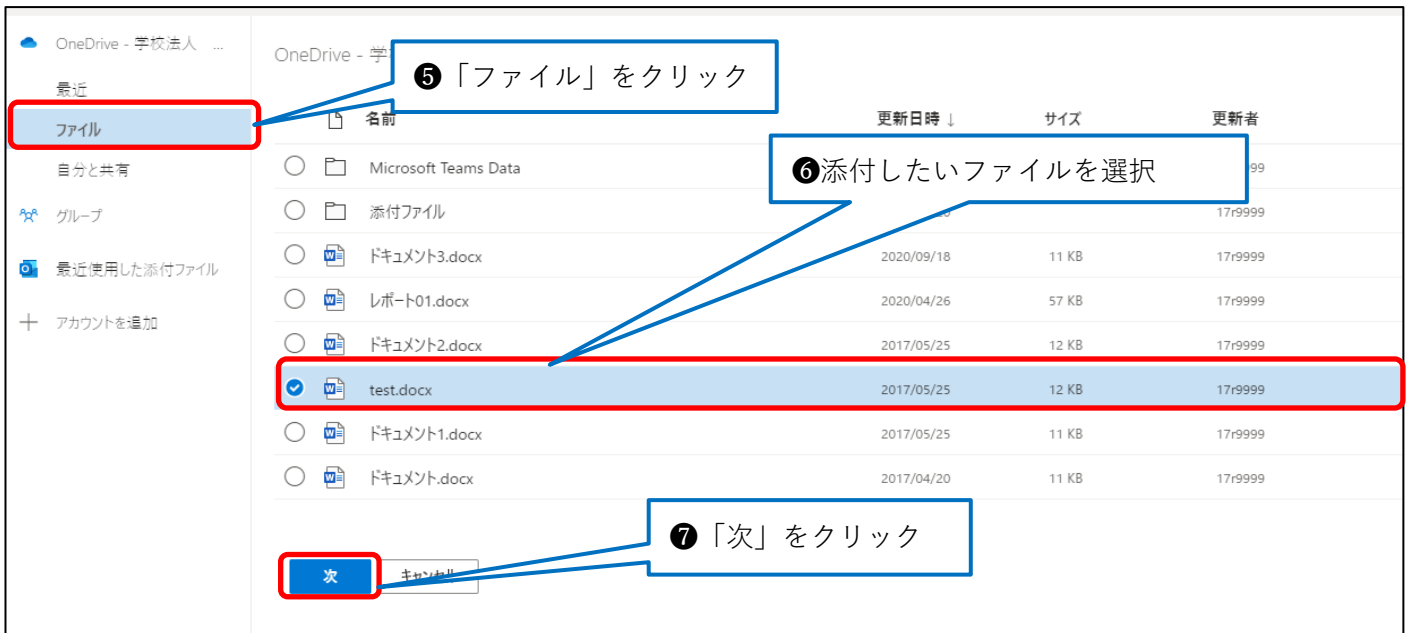 OneDrive - 学校法人 ...
最近
ファイル
自分と共有
グループ
最近使用した添付ファイル
アカウントを追加
OneDrive - 学
❺「ファイル」をクリック
名前 更新日時 ↓ サイズ 更新者
❻添付したいファイルを選択
Microsoft Teams Data 99
添付ファイル 17r9999
ドキュメント3.docx 2020/09/18 11 KB 17r9999
レポート01.docx 2020/04/26 57 KB 17r9999
ドキュメント2.docx 2017/05/25 12 KB 17r9999
test.docx 2017/05/25 12 KB 17r9999
ドキュメント1.docx 2017/05/25 11 KB 17r9999
ドキュメント.docx 2017/04/20 11 KB 17r9999
❼「次」をクリック
次 キャンセル